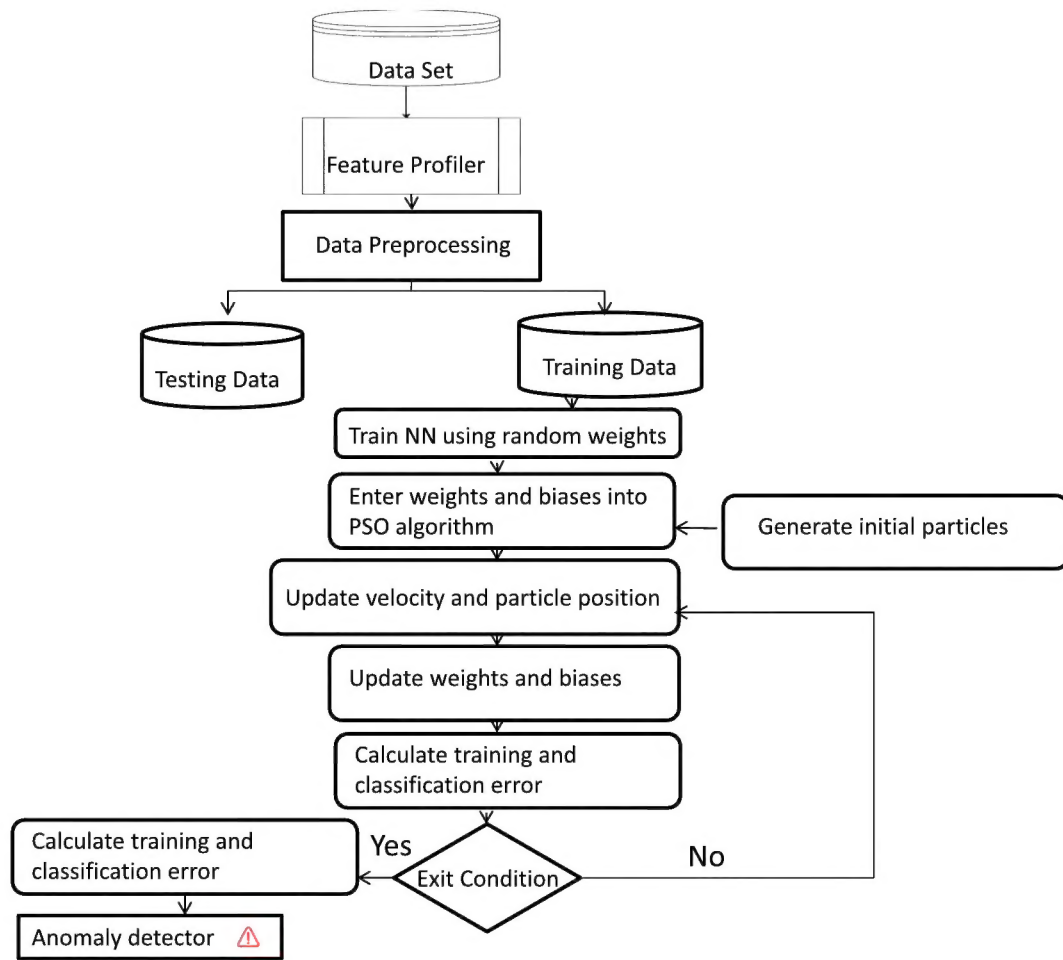 Data Set
Feature Profiler
Data Preprocessing
Testing Data
Training Data
Train NN using random weights
Enter weights and biases into
PSO algorithm
Generate initial particles
Update velocity and particle position
Update weights and biases
Calculate training and
classification error
Exit Condition
Yes
No
Calculate training and
classification error
Anomaly detector